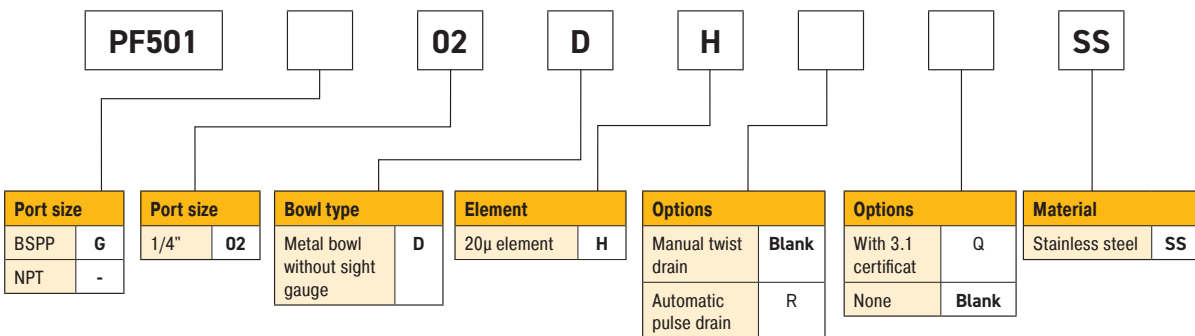 PF501 02 D H SS
Port size
BSPP G
NPT -
Port size
1/4" 02
Bowl type
Metal bowl D
without sight
gauge
Element
20µ element H
Options
Manual twist Blank
drain
Automatic R
pulse drain
Options
With 3.1 Q
certificat
None Blank
Material
Stainless steel SS